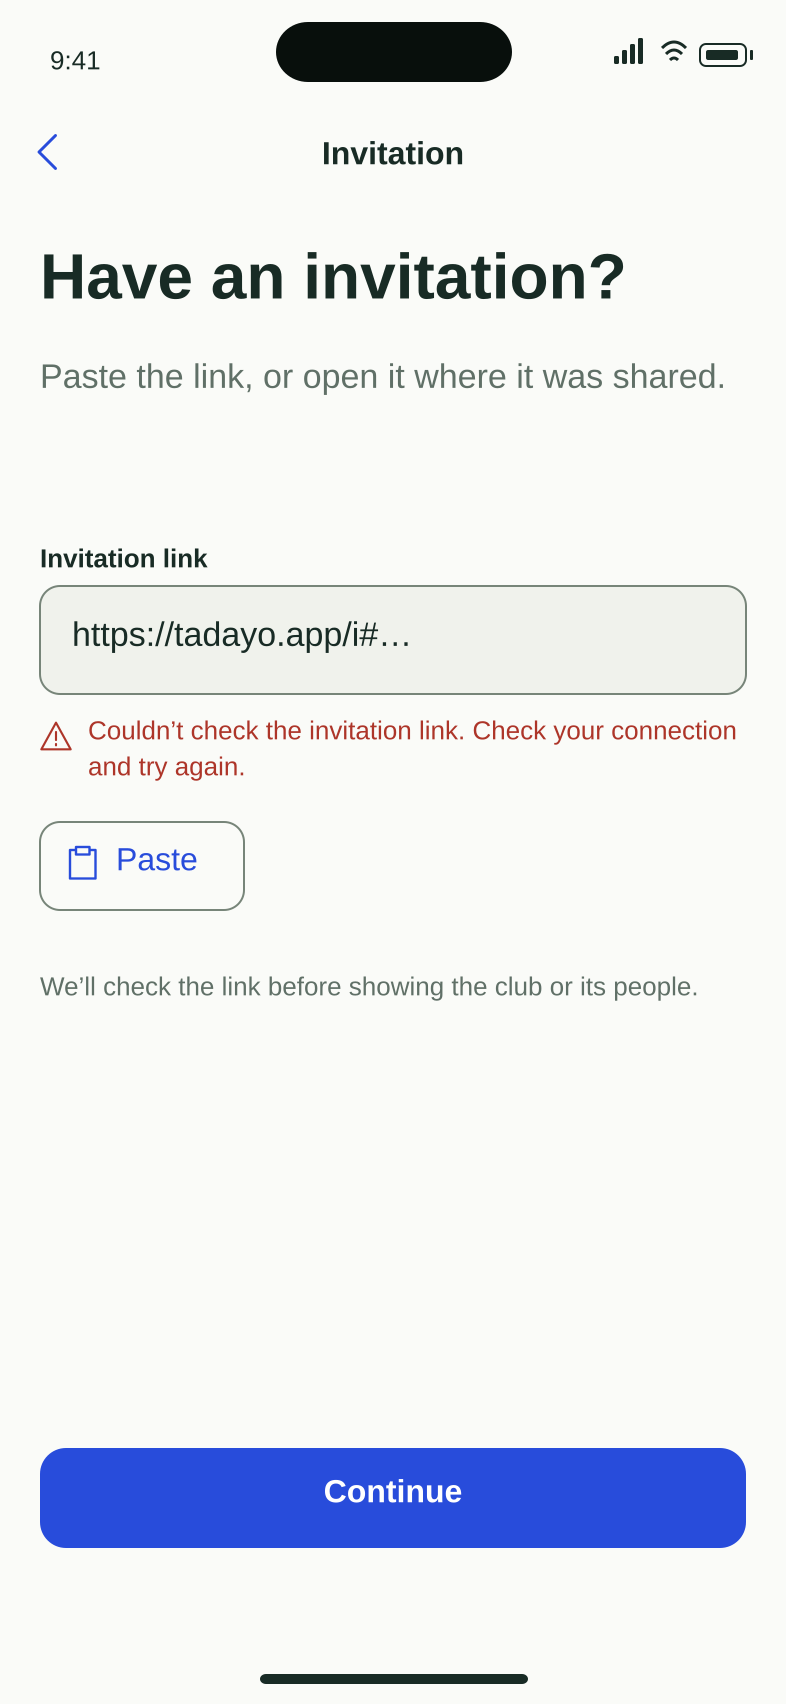 9:41
Invitation
Have an invitation?
Paste the link, or open it where it was shared.
Invitation link
https://tadayo.app/i#…
Couldn’t check the invitation link. Check your connection
and try again.
Paste
We’ll check the link before showing the club or its people.
Continue